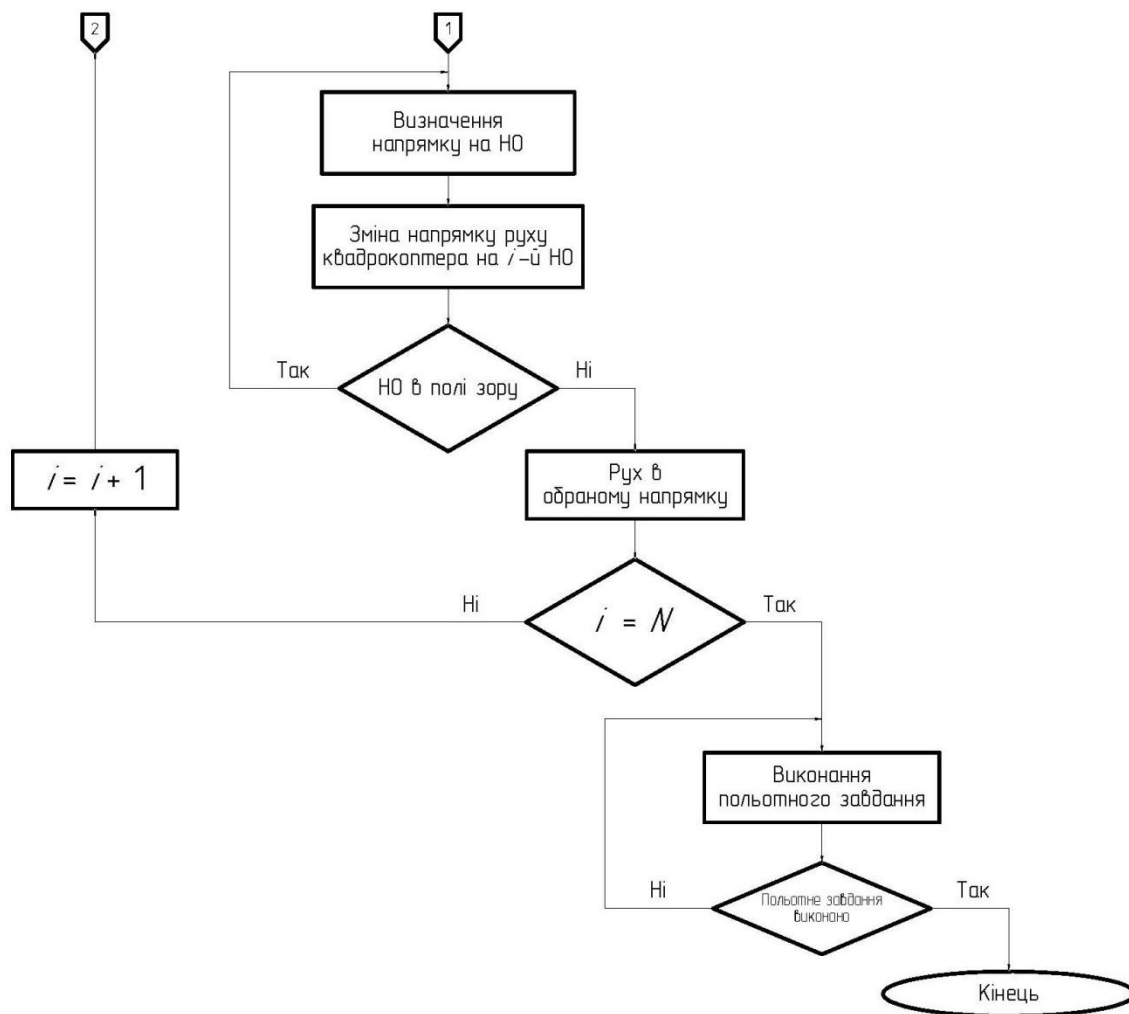 2
1
Визначення
напрямку на НО
Зміна напрямку руху
квадрокоптера на i-й НО
Так
НО в полі зору
Ні
i = i + 1
Рух в
обраному напрямку
Ні
i = N
Так
Виконання
польотного завдання
Ні
Польотне завдання
виконано
Так
Кінець